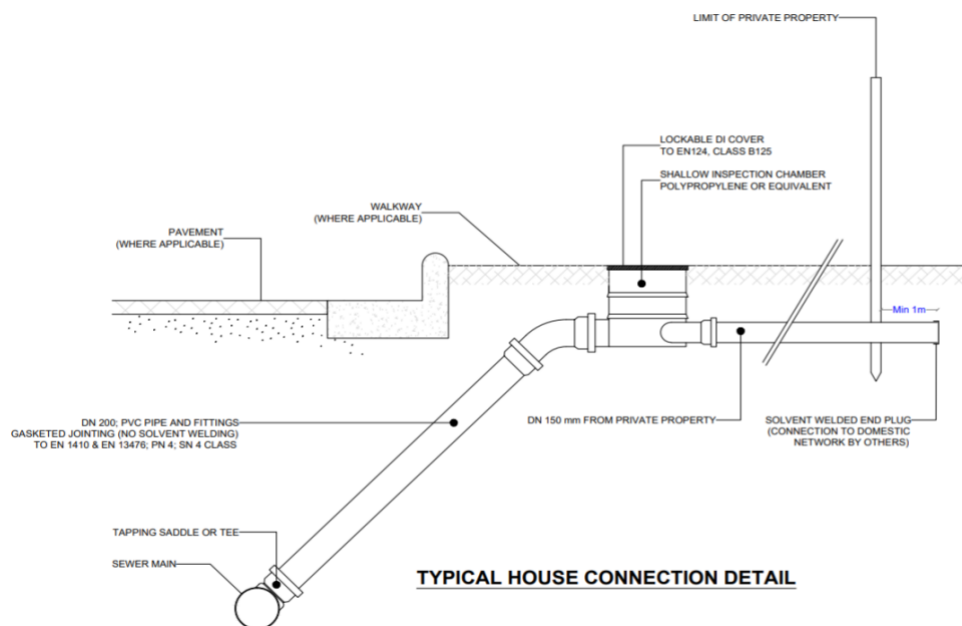 LIMIT OF PRIVATE PROPERTY
LOCKABLE DI COVER
TO EN124, CLASS B125
SHALLOW INSPECTION CHAMBER
POLYPROPYLENE OR EQUIVALENT
WALKWAY
(WHERE APPLICABLE)
PAVEMENT
(WHERE APPLICABLE)
Min 1m
DN 200; PVC PIPE AND FITTINGS
GASKETED JOINTING (NO SOLVENT WELDING)
TO EN 1410 & EN 13476; PN 4; SN 4 CLASS
DN 150 mm FROM PRIVATE PROPERTY
SOLVENT WELDED END PLUG
(CONNECTION TO DOMESTIC
NETWORK BY OTHERS)
TAPPING SADDLE OR TEE
SEWER MAIN
TYPICAL HOUSE CONNECTION DETAIL